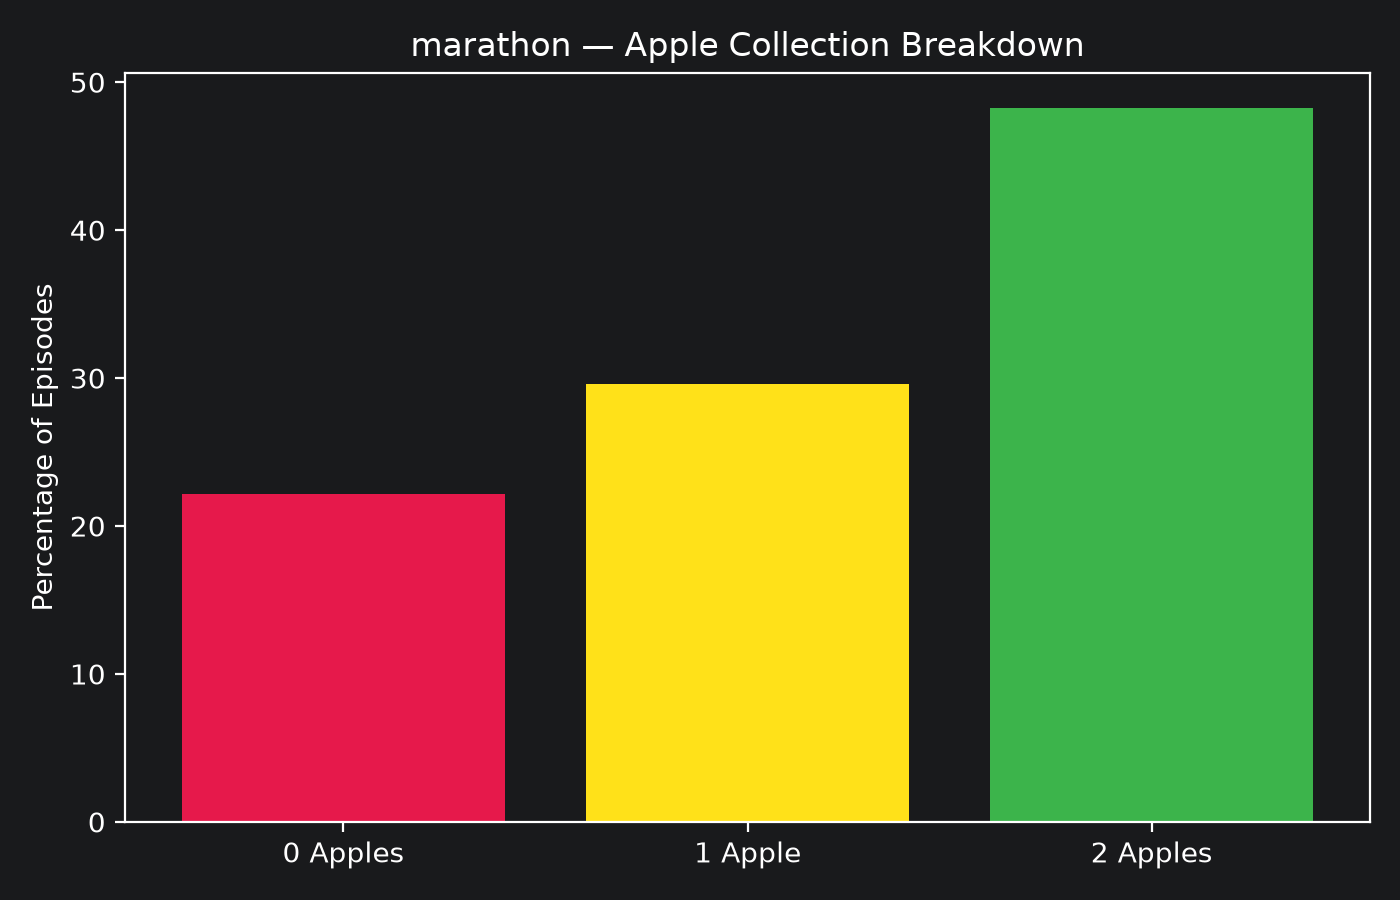 marathon — Apple Collection Breakdown
Percentage of Episodes
50
40
30
20
10
0
0 Apples
1 Apple
2 Apples